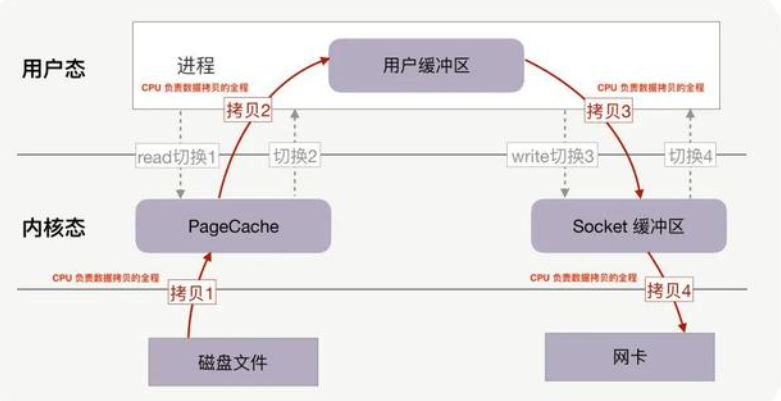 用户态
进程
用户缓冲区
CPU 负责数据拷贝的全程
CPU 负责数据拷贝的全程
拷贝2
拷贝3
read切换1
切换2
write切换3
切换4
内核态
PageCache
Socket 缓冲区
CPU 负责数据拷贝的全程
CPU 负责数据拷贝的全程
拷贝1
拷贝4
磁盘文件
网卡